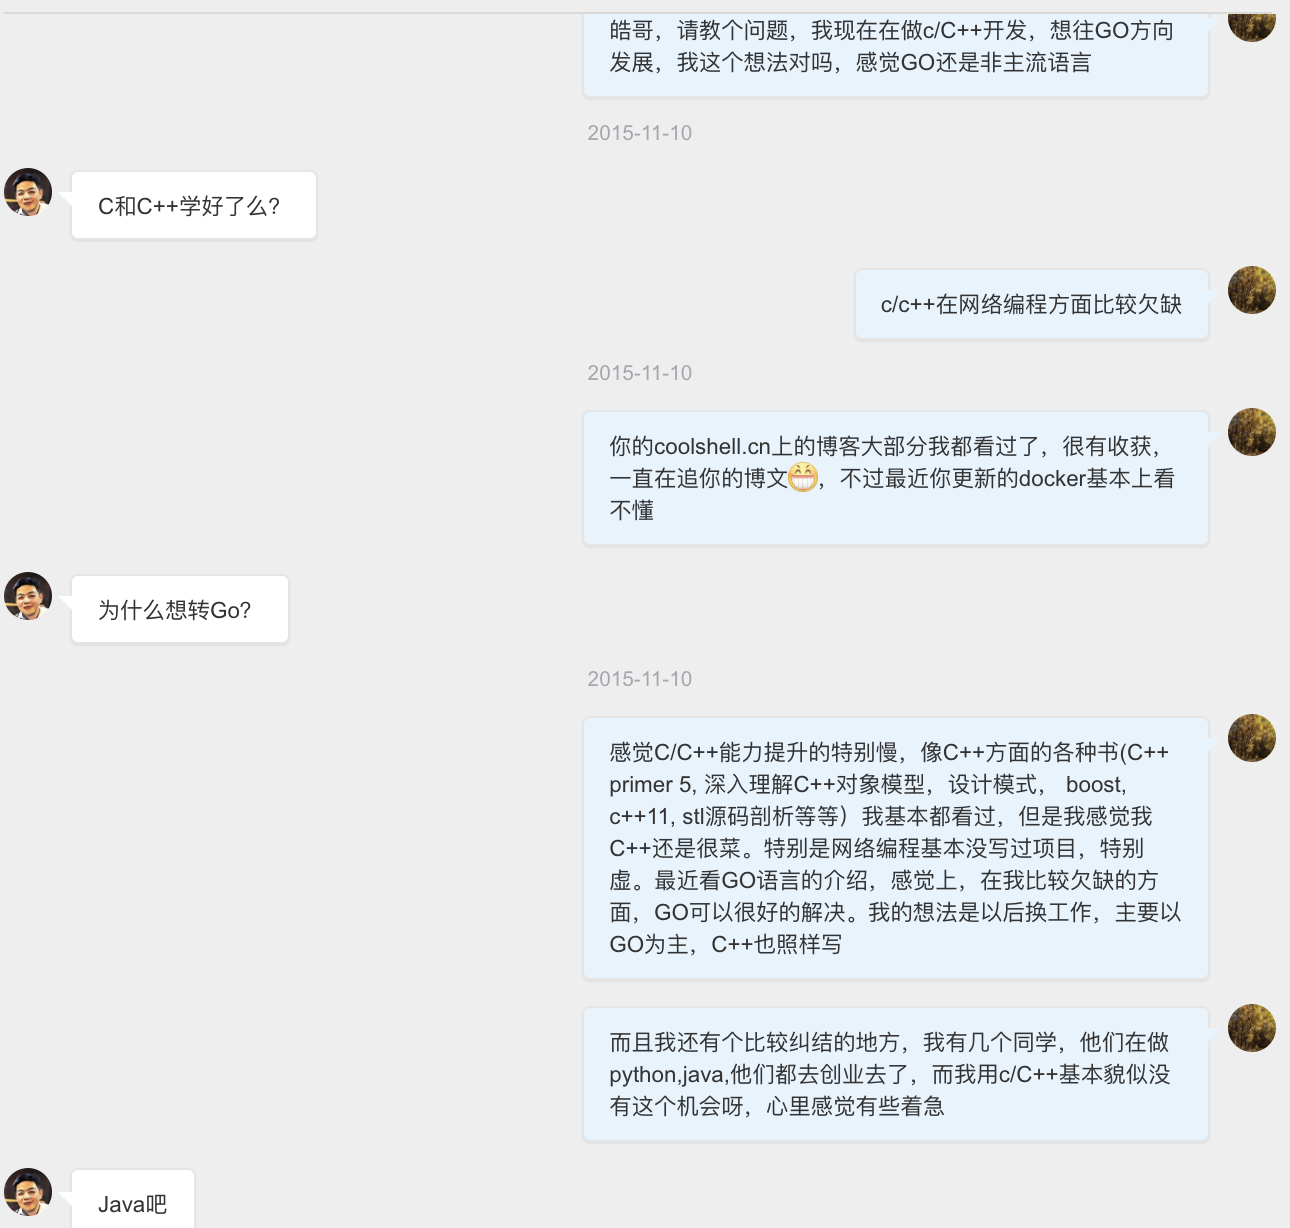 皓哥，请教个问题，我现在在做c/C++开发，想往GO方向
发展，我这个想法对吗，感觉GO还是非主流语言
2015-11-10
C和C++学好了么?
c/c++在网络编程方面比较欠缺
2015-11-10
你的coolshell.cn上的博客大部分我都看过了，很有收获，
一直在追你的博文😁，不过最近你更新的docker基本上看
不懂
为什么想转Go?
2015-11-10
感觉C/C++能力提升的特别慢，像C++方面的各种书(C++
primer 5, 深入理解C++对象模型，设计模式， boost,
c++11, stl源码剖析等等）我基本都看过，但是我感觉我
C++还是很菜。特别是网络编程基本没写过项目，特别
虚。最近看GO语言的介绍，感觉上，在我比较欠缺的方
面，GO可以很好的解决。我的想法是以后换工作，主要以
GO为主，C++也照样写
而且我还有个比较纠结的地方，我有几个同学，他们在做
python,java,他们都去创业去了，而我用c/C++基本貌似没
有这个机会呀，心里感觉有些着急
Java吧